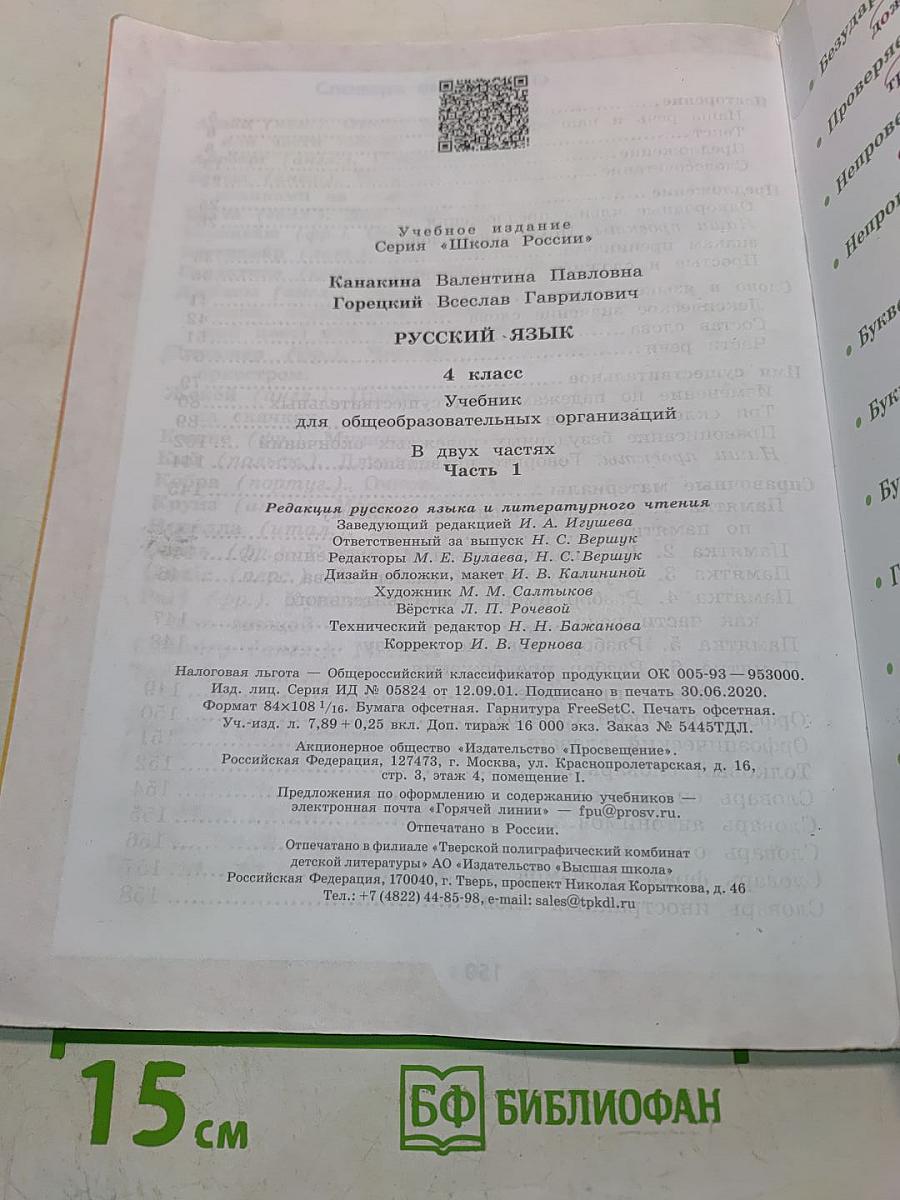 Учебное издание
Серия «Школа России»
Канакина Валентина Павловна
Горецкий Всеслав Гаврилович
РУССКИЙ ЯЗЫК
4 класс
Учебник
для общеобразовательных организаций
В двух частях
Часть 1
Редакция русского языка и литературного чтения
Заведующий редакцией И. А. Игушева
Ответственный за выпуск Н. С. Вершук
Редакторы М. Е. Булаева, Н. С. Вершук
Дизайн обложки, макет И. В. Калининой
Художник М. М. Салтыков
Вёрстка Л. П. Рочевой
Технический редактор Н. Н. Бажанова
Корректор И. В. Чернова
Налоговая льгота — Общероссийский классификатор продукции ОК 005-93 — 953000.
Изд. лиц. Серия ИД № 05824 от 12.09.01. Подписано в печать 30.06.2020.
Формат 84×108 1/16. Бумага офсетная. Гарнитура FreeSetC. Печать офсетная.
Уч.-изд. л. 7,89 + 0,25 вкл. Доп. тираж 16 000 экз. Заказ № 5445ТДЛ.
Акционерное общество «Издательство «Просвещение».
Российская Федерация, 127473, г. Москва, ул. Краснопролетарская, д. 16,
стр. 3, этаж 4, помещение I.
Предложения по оформлению и содержанию учебников —
электронная почта «Горячей линии» — fpu@prosv.ru.
Отпечатано в России.
Отпечатано в филиале «Тверской полиграфический комбинат
детской литературы» АО «Издательство «Высшая школа»
Российская Федерация, 170040, г. Тверь, проспект Николая Корыткова, д. 46
Тел.: +7 (4822) 44-85-98, e-mail: sales@tpkdl.ru
15 см
БФ БИБЛИОФАН